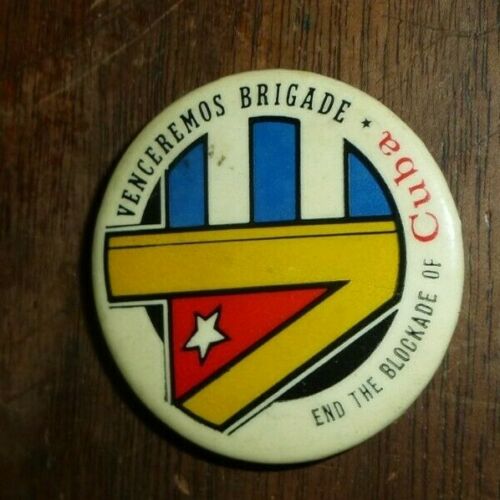 VENCEREMOS BRIGADE ★
END THE BLOCKADE OF Cuba